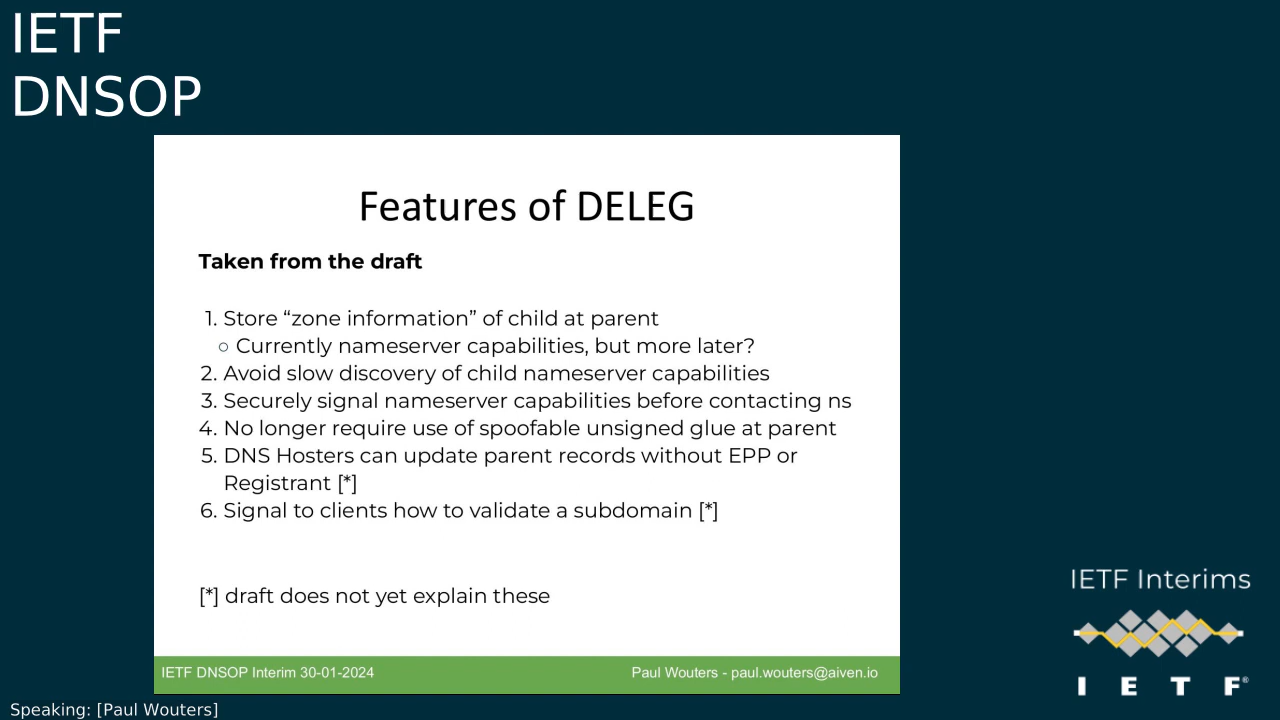 IETF
DNSOP
Features of DELEG
Taken from the draft
1. Store “zone information” of child at parent
○ Currently nameserver capabilities, but more later?
2. Avoid slow discovery of child nameserver capabilities
3. Securely signal nameserver capabilities before contacting ns
4. No longer require use of spoofable unsigned glue at parent
5. DNS Hosters can update parent records without EPP or
Registrant [*]
6. Signal to clients how to validate a subdomain [*]
[*] draft does not yet explain these
IETF DNSOP Interim 30-01-2024
Paul Wouters - paul.wouters@aiven.io
IETF Interims
I E T F®
Speaking: [Paul Wouters]